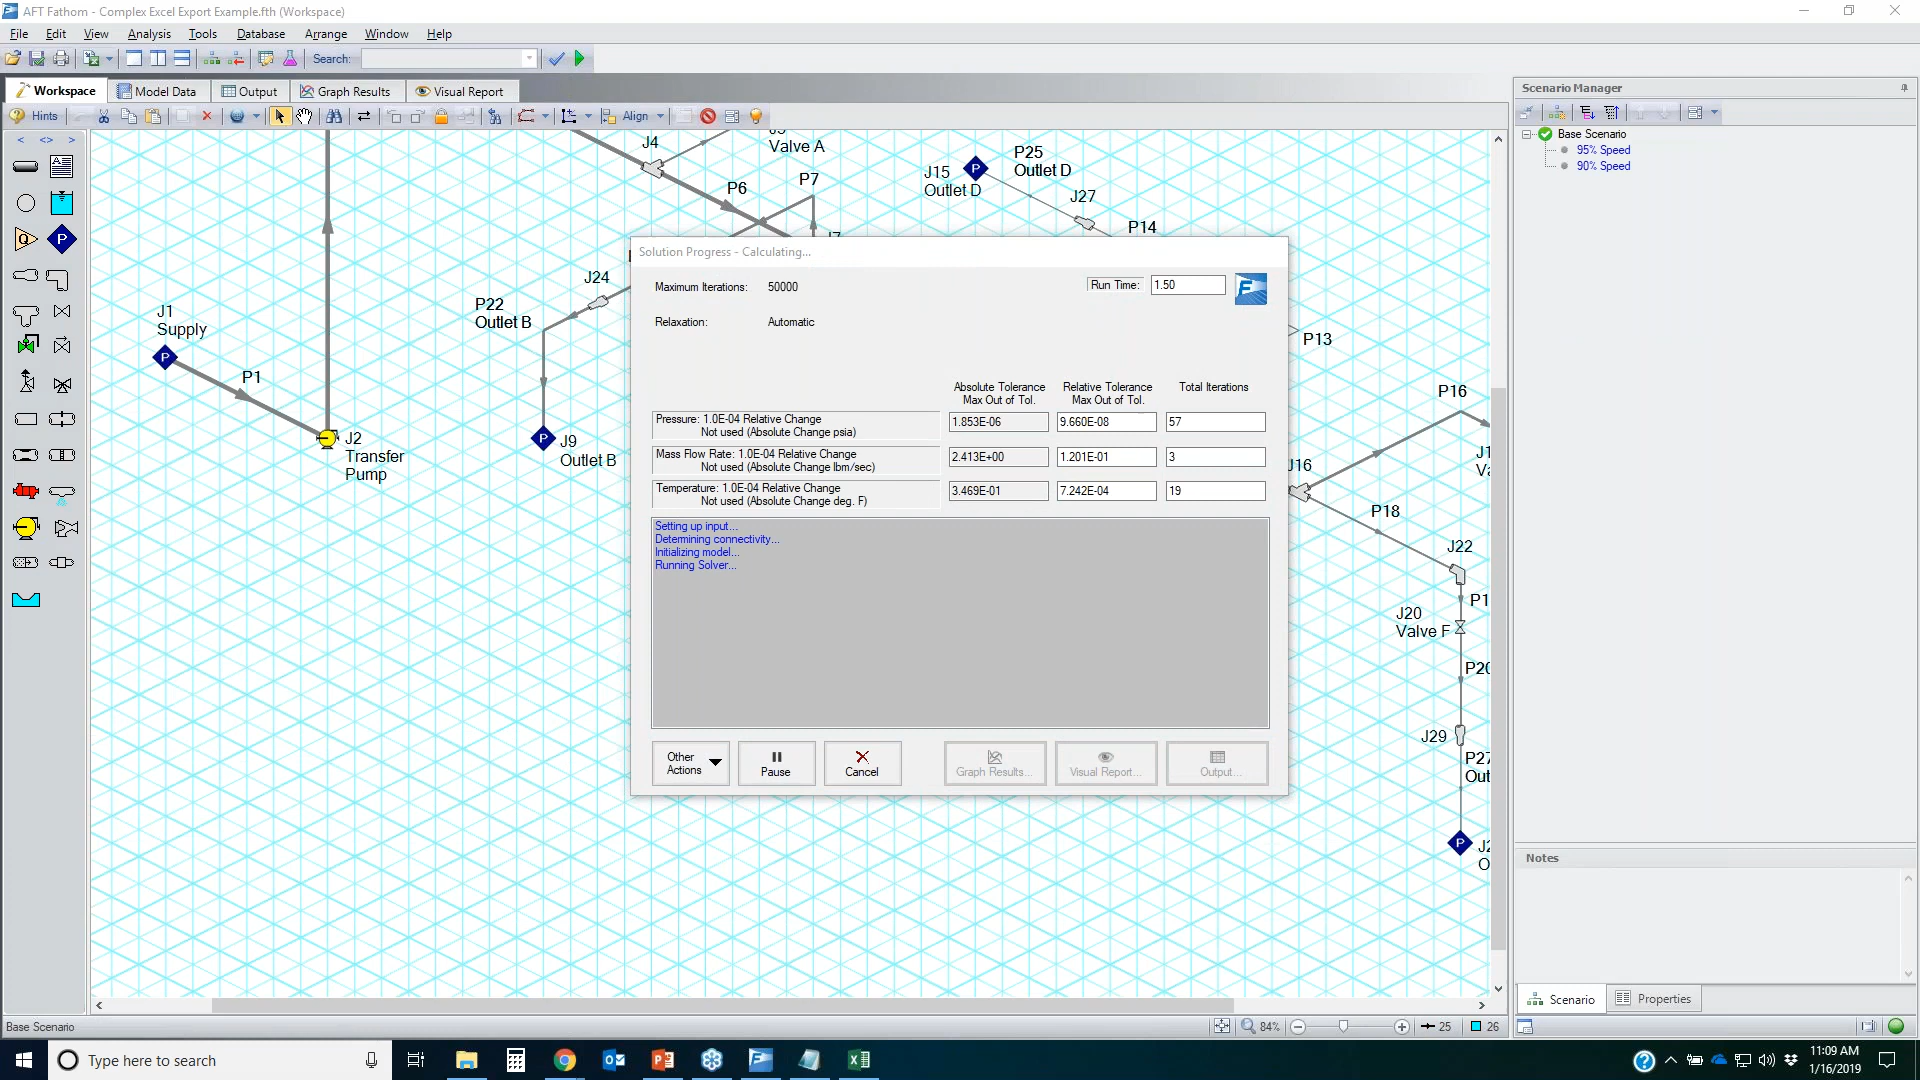 AFT Fathom - Complex Excel Export Example.fth (Workspace)
File Edit View Analysis Tools Database Arrange Window Help
Search:
Workspace Model Data Output Graph Results Visual Report
Hints Align
Scenario Manager
Base Scenario
95% Speed
90% Speed
J4
Valve A
P6
P7
J15
Outlet D
P25
Outlet D
J27
P14
J24
P22
Outlet B
J1
Supply
P1
J2
Transfer
Pump
J9
Outlet B
P13
P16
J16
P18
J22
J20
Valve F
J29
Solution Progress - Calculating...
Maximum Iterations: 50000
Run Time: 1.50
Relaxation: Automatic
Absolute Tolerance
Max Out of Tol.
Relative Tolerance
Max Out of Tol.
Total Iterations
Pressure: 1.0E-04 Relative Change
Not used (Absolute Change psia)
1.853E-06 9.660E-08 57
Mass Flow Rate: 1.0E-04 Relative Change
Not used (Absolute Change lbm/sec)
2.413E+00 1.201E-01 3
Temperature: 1.0E-04 Relative Change
Not used (Absolute Change deg. F)
3.469E-01 7.242E-04 19
Setting up input...
Determining connectivity...
Initializing model...
Running Solver...
Other
Actions
Pause
Cancel
Graph Results...
Visual Report...
Output...
Notes
Scenario Properties
Base Scenario
84%
25
26
Type here to search
11:09 AM
1/16/2019